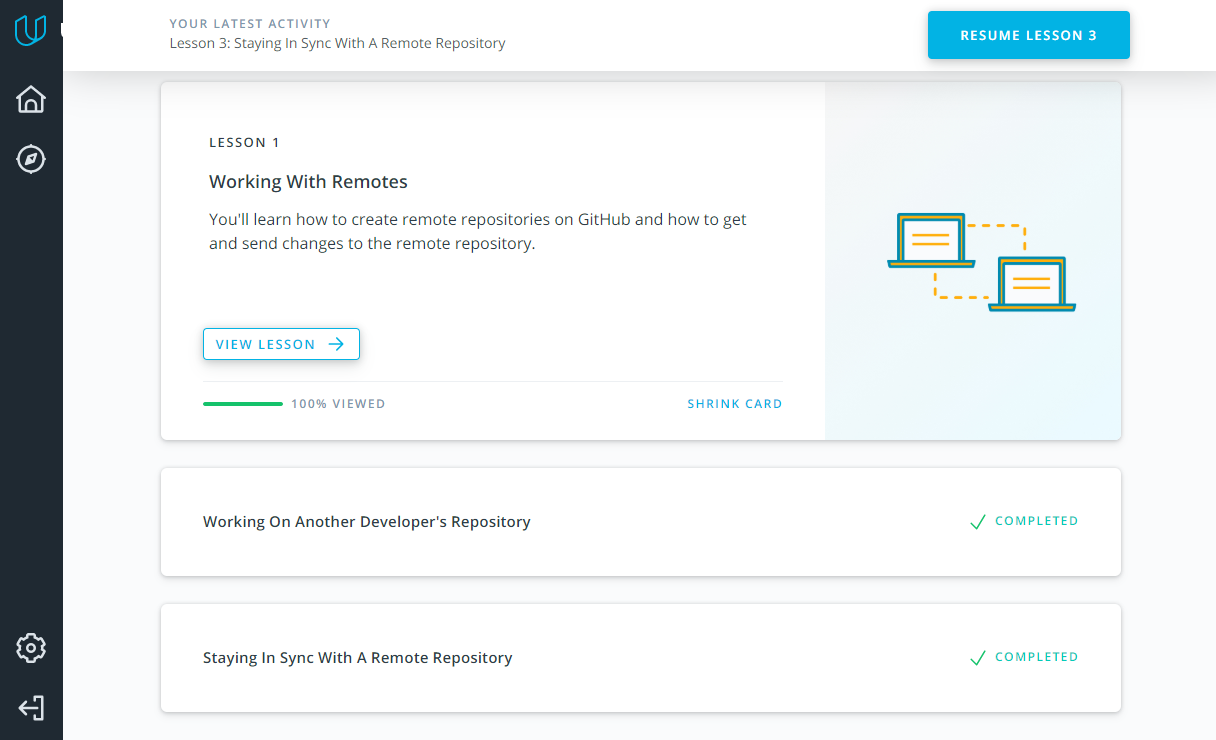 YOUR LATEST ACTIVITY
Lesson 3: Staying In Sync With A Remote Repository
RESUME LESSON 3
LESSON 1
Working With Remotes
You'll learn how to create remote repositories on GitHub and how to get
and send changes to the remote repository.
VIEW LESSON
100% VIEWED
SHRINK CARD
Working On Another Developer's Repository
COMPLETED
Staying In Sync With A Remote Repository
COMPLETED